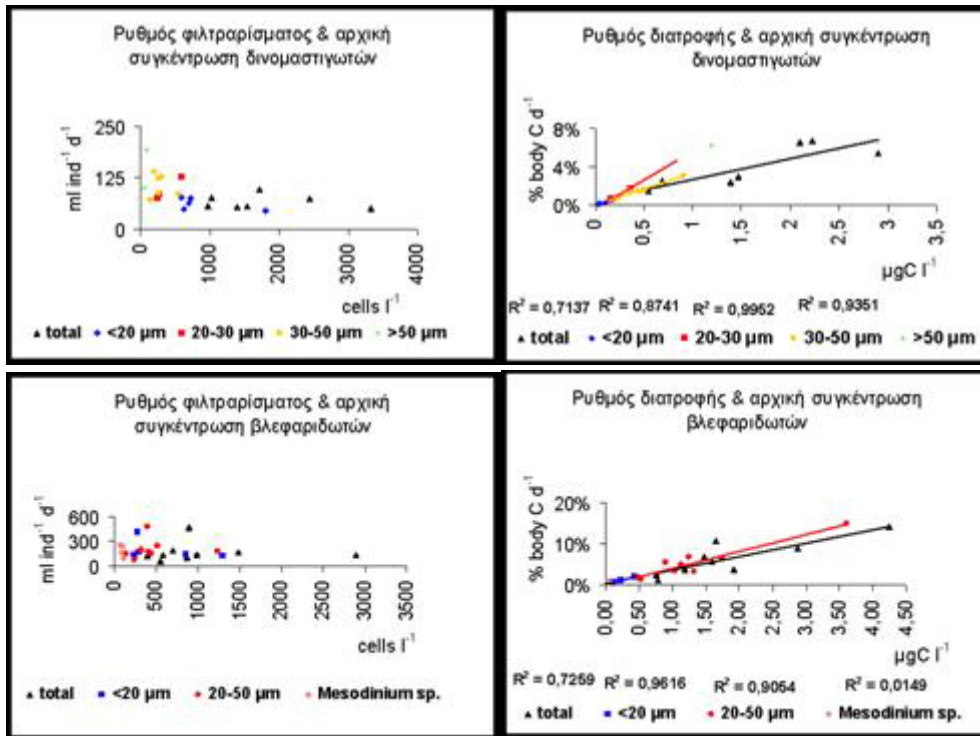 Ρυθμός φιλτραρίσματος & αρχική
συγκέντρωση δινομαστιγωτών
ml ind⁻¹ d⁻¹
250
125
0
0
1000
2000
3000
4000
cells l⁻¹
total <20 μm 20-30 μm 30-50 μm >50 μm
Ρυθμός διατροφής & αρχική συγκέντρωση
δινομαστιγωτών
% body C d⁻¹
8%
4%
0%
0
0,5
1
1,5
2
2,5
3
3,5
μgC l⁻¹
R² = 0,7137 R² = 0,8741 R² = 0,9952 R² = 0,9351
total <20 μm 20-30 μm 30-50 μm >50 μm
Ρυθμός φιλτραρίσματος & αρχική
συγκέντρωση βλεφαριδωτών
ml ind⁻¹ d⁻¹
600
300
0
0
500
1000
1500
2000
2500
3000
3500
cells l⁻¹
total <20 μm 20-50 μm Mesodinium sp.
Ρυθμός διατροφής & αρχική συγκέντρωση
βλεφαριδωτών
% body C d⁻¹
20%
10%
0%
0,00
0,50
1,00
1,50
2,00
2,50
3,00
3,50
4,00
4,50
μgC l⁻¹
R² = 0,7259 R² = 0,9616 R² = 0,9054 R² = 0,0149
total <20 μm 20-50 μm Mesodinium sp.